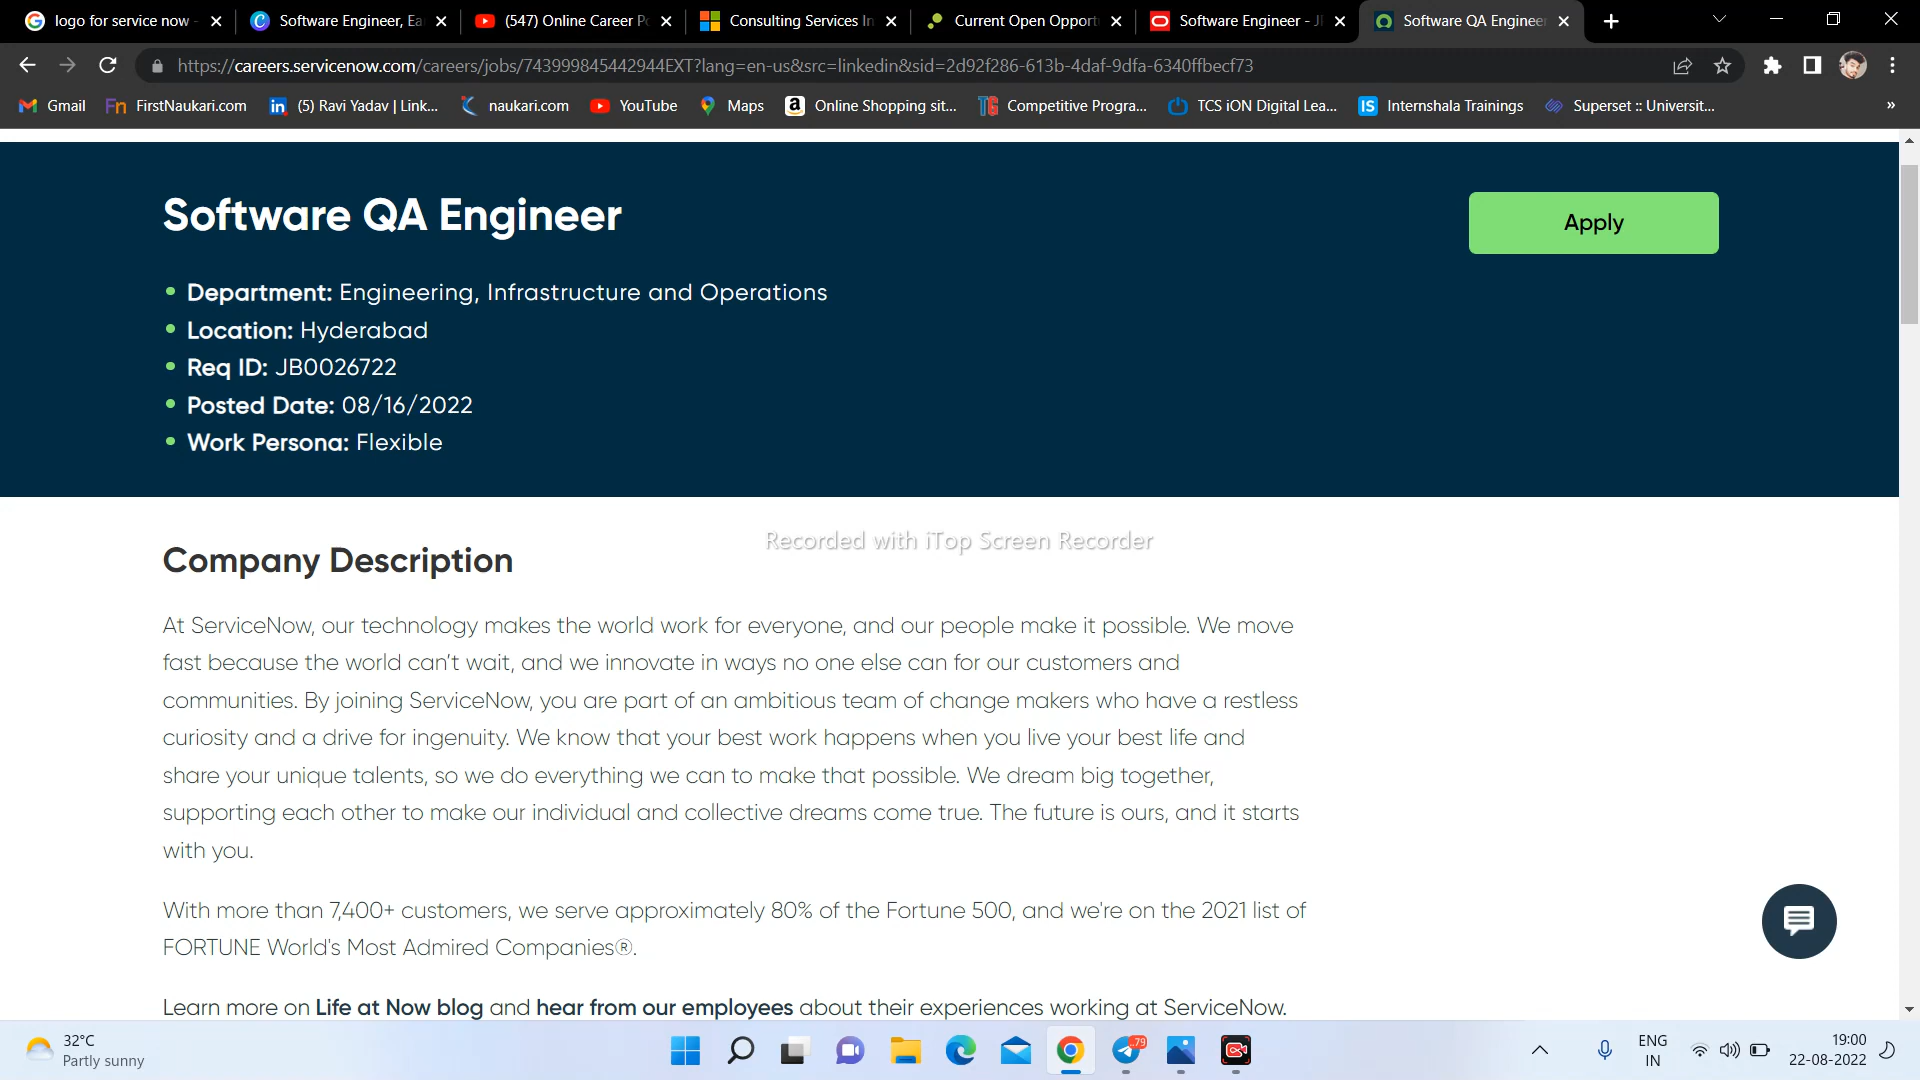 logo for service now -
Software Engineer, Ea
(547) Online Career Po
Consulting Services In
Current Open Opport
Software Engineer - J
Software QA Engineer
https://careers.servicenow.com/careers/jobs/743999845442944EXT?lang=en-us&src=linkedin&sid=2d92f286-613b-4daf-9dfa-6340ffbecf73
Gmail
FirstNaukari.com
(5) Ravi Yadav | Link...
naukari.com
YouTube
Maps
Online Shopping sit...
Competitive Progra...
TCS iON Digital Lea...
Internshala Trainings
Superset :: Universit...
»
Software QA Engineer
Apply
Department: Engineering, Infrastructure and Operations
Location: Hyderabad
Req ID: JB0026722
Posted Date: 08/16/2022
Work Persona: Flexible
Recorded with iTop Screen Recorder
Company Description
At ServiceNow, our technology makes the world work for everyone, and our people make it possible. We move
fast because the world can't wait, and we innovate in ways no one else can for our customers and
communities. By joining ServiceNow, you are part of an ambitious team of change makers who have a restless
curiosity and a drive for ingenuity. We know that your best work happens when you live your best life and
share your unique talents, so we do everything we can to make that possible. We dream big together,
supporting each other to make our individual and collective dreams come true. The future is ours, and it starts
with you.
With more than 7,400+ customers, we serve approximately 80% of the Fortune 500, and we're on the 2021 list of
FORTUNE World's Most Admired Companies®.
Learn more on Life at Now blog and hear from our employees about their experiences working at ServiceNow.
32°C
Partly sunny
79
ENG
IN
19:00
22-08-2022